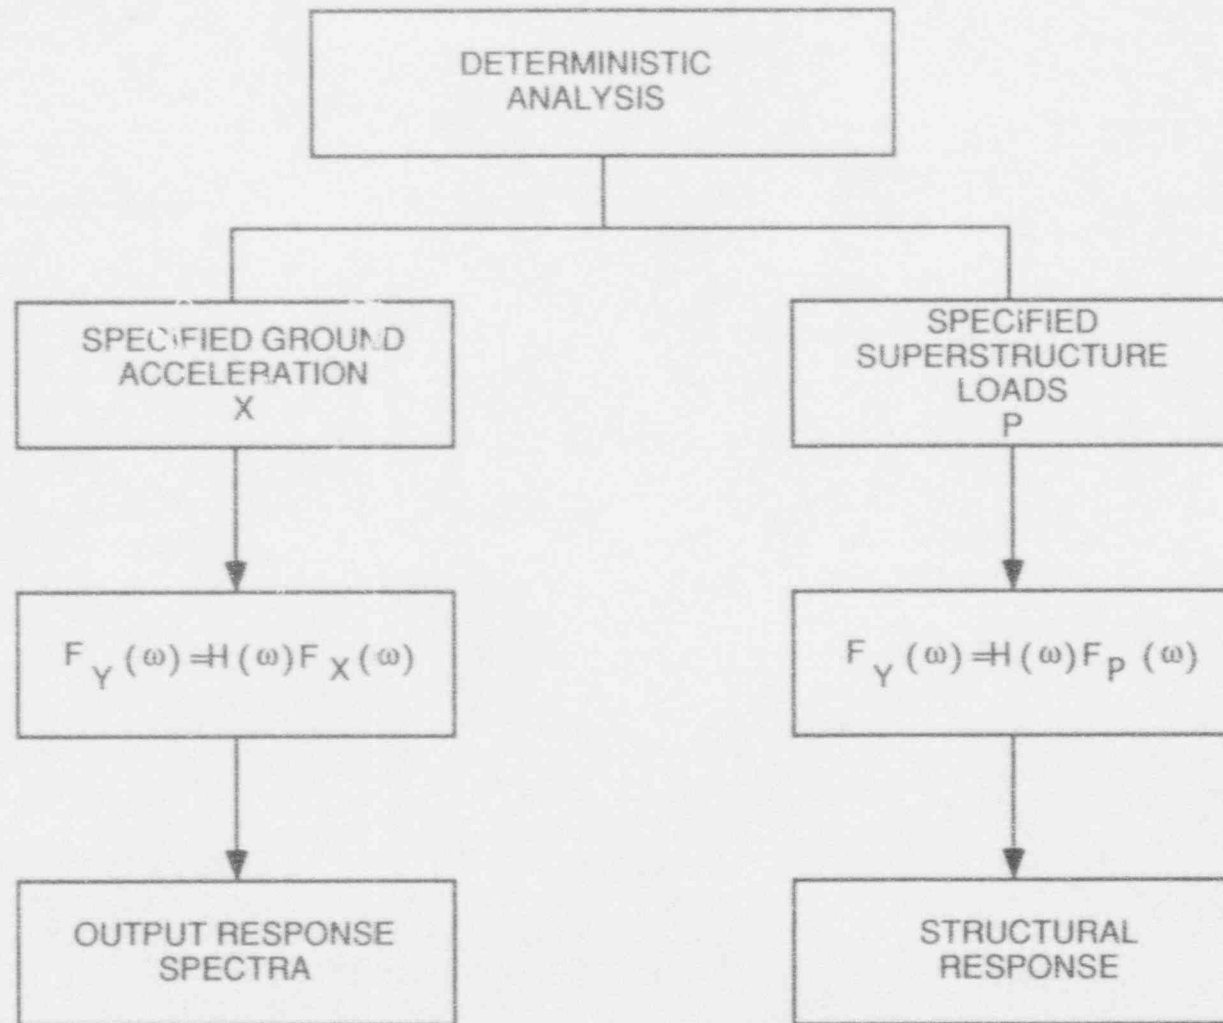 DETERMINISTIC
ANALYSIS
SPECIFIED GROUND
ACCELERATION
X
SPECIFIED
SUPERSTRUCTURE
LOADS
P
F_Y(ω)=H(ω)F_X(ω)
F_Y(ω)=H(ω)F_P(ω)
OUTPUT RESPONSE
SPECTRA
STRUCTURAL
RESPONSE